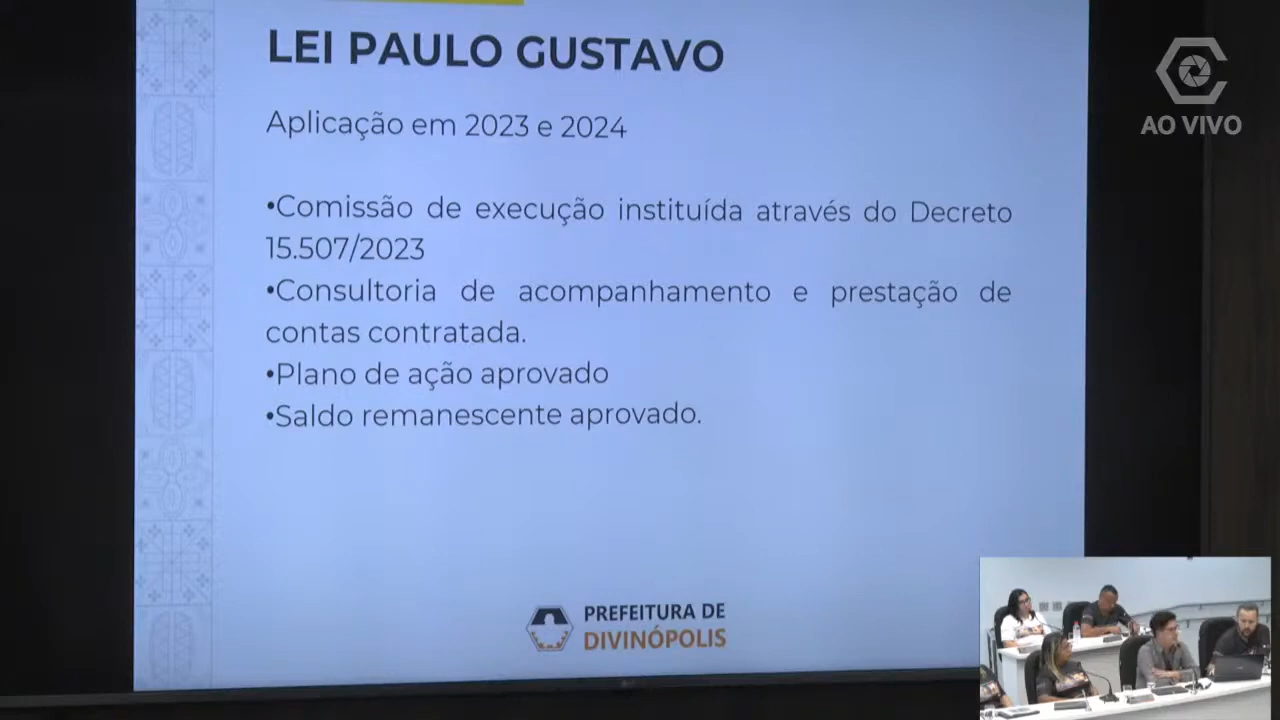 LEI PAULO GUSTAVO
AO VIVO
Aplicação em 2023 e 2024
•Comissão de execução instituída através do Decreto
15.507/2023
•Consultoria de acompanhamento e prestação de
contas contratada.
•Plano de ação aprovado
•Saldo remanescente aprovado.
PREFEITURA DE
DIVINÓPOLIS